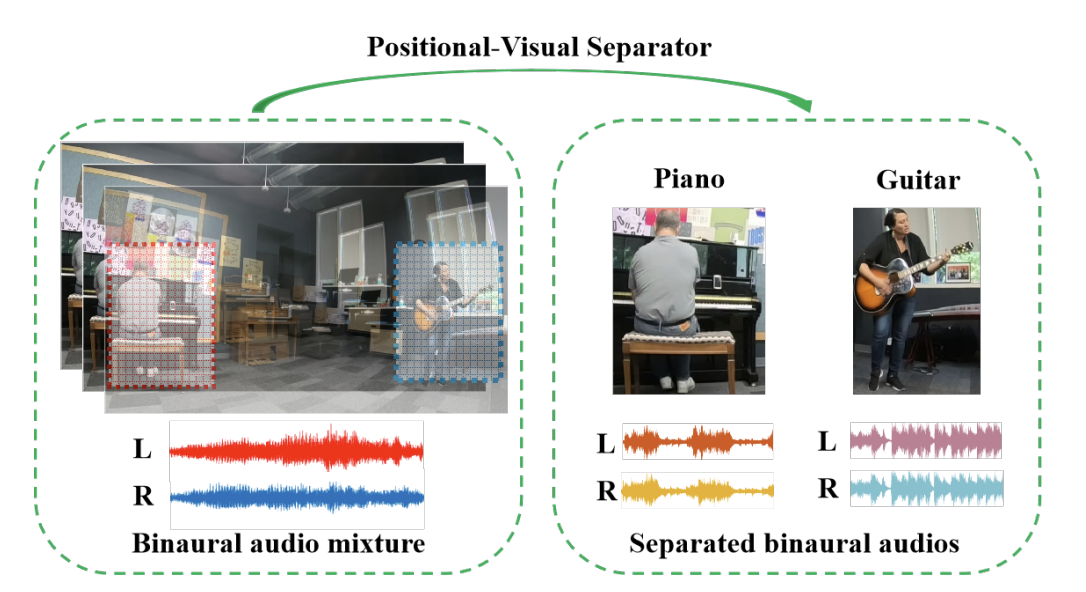 Positional-Visual Separator
Piano
Guitar
L
R
Binaural audio mixture
L
R
L
R
Separated binaural audios